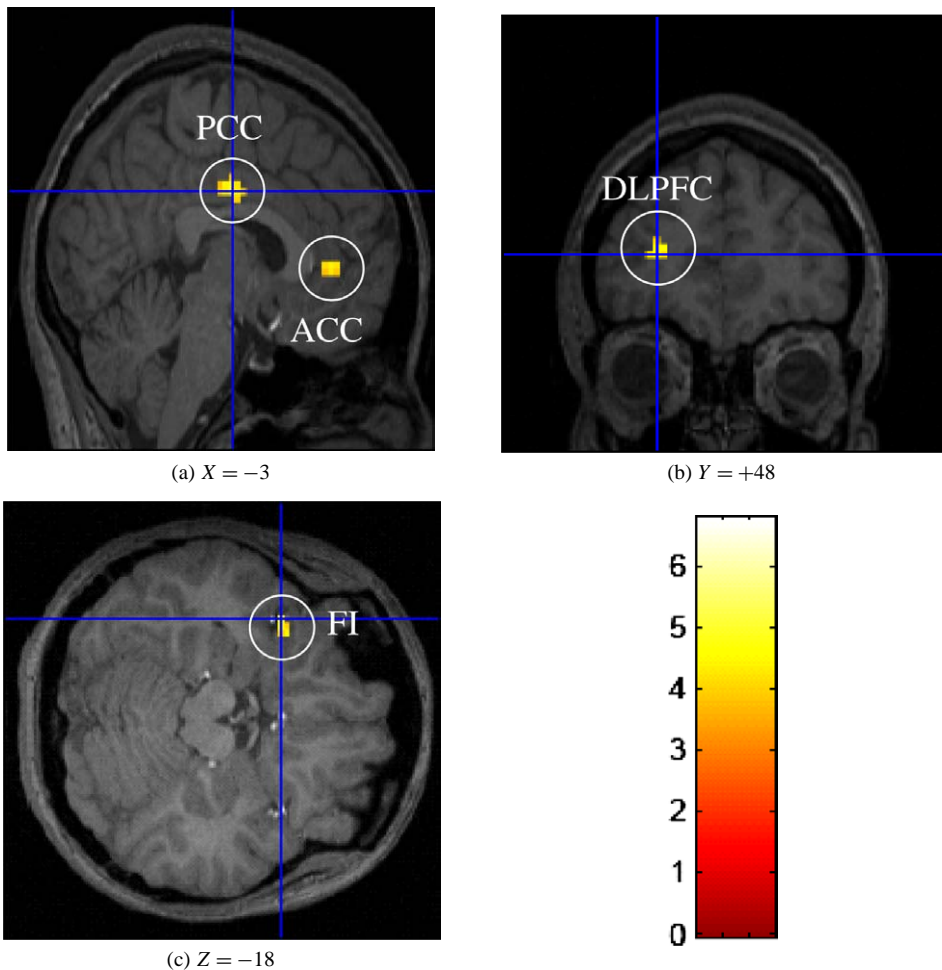 PCC
ACC
(a) X = −3
DLPFC
(b) Y = +48
FI
(c) Z = −18
6
5
4
3
2
1
0